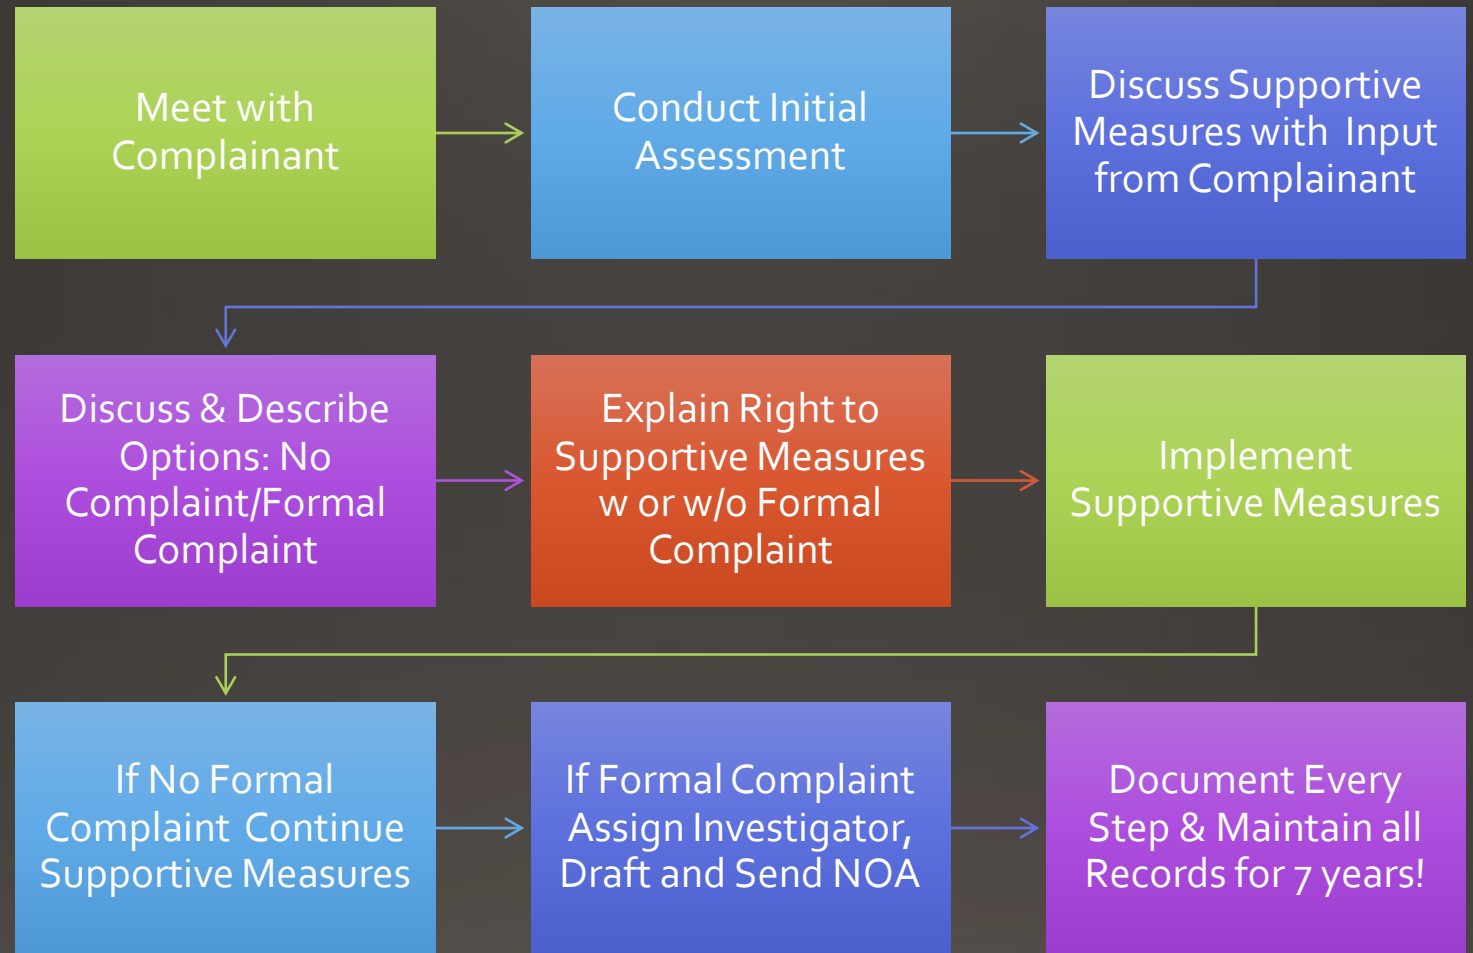 Meet with
Complainant
Conduct Initial
Assessment
Discuss Supportive
Measures with Input
from Complainant
Discuss & Describe
Options: No
Complaint/Formal
Complaint
Explain Right to
Supportive Measures
w or w/o Formal
Complaint
Implement
Supportive Measures
If No Formal
Complaint Continue
Supportive Measures
If Formal Complaint
Assign Investigator,
Draft and Send NOA
Document Every
Step & Maintain all
Records for 7 years!